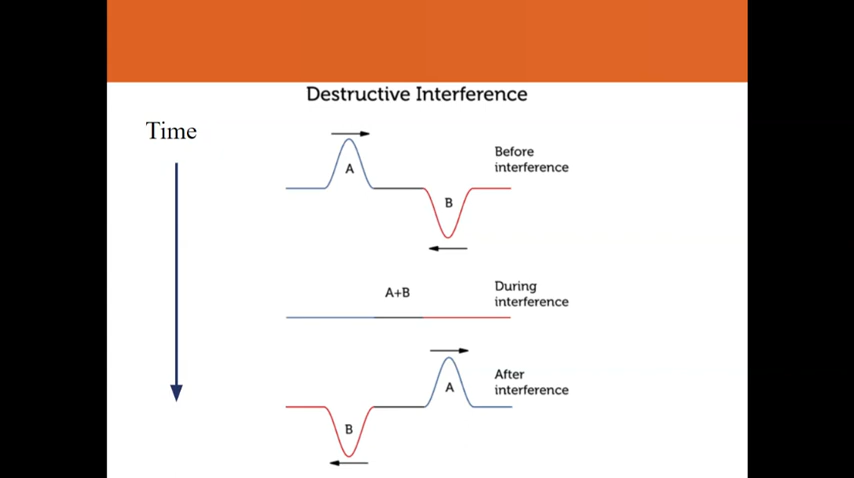 Destructive Interference
Time
A
Before
interference
B
A+B
During
interference
After
interference
A
B